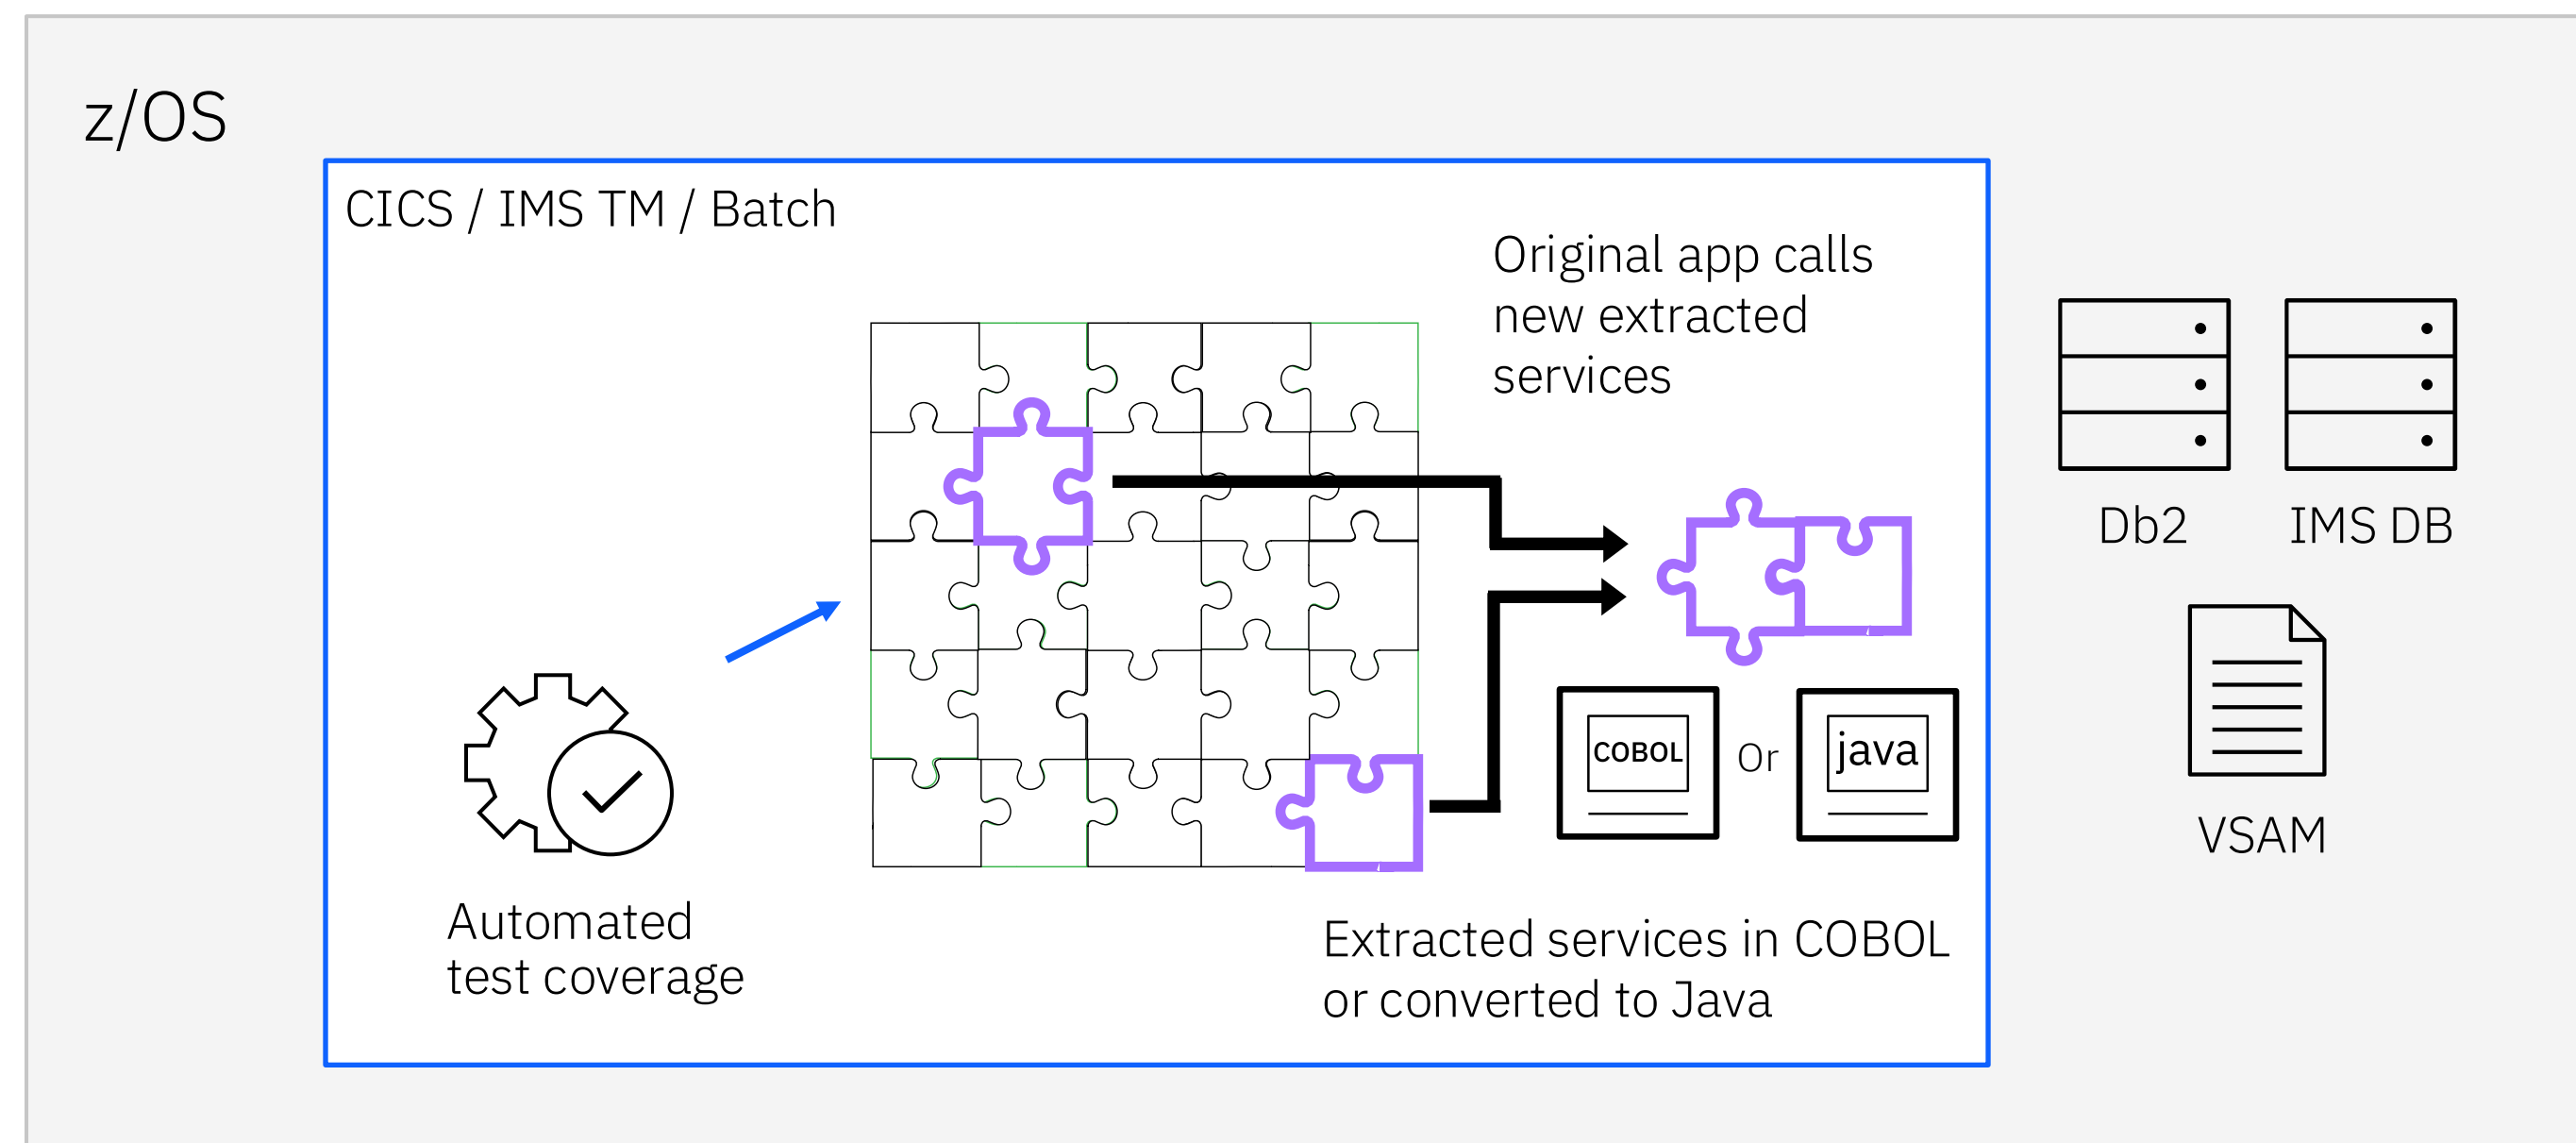 z/OS
CICS / IMS TM / Batch
Original app calls
new extracted
services
Db2
IMS DB
VSAM
COBOL
Or
java
Automated
test coverage
Extracted services in COBOL
or converted to Java